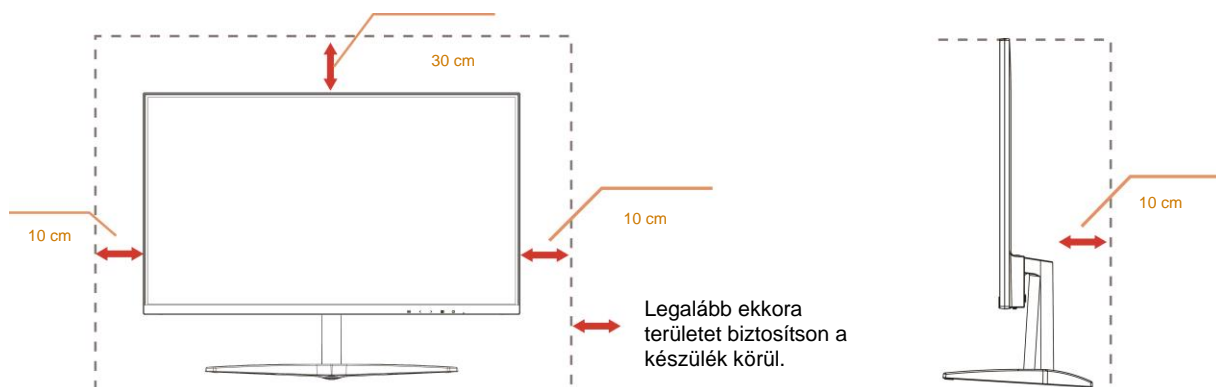 30 cm
10 cm
10 cm
10 cm
Legalább ekkora
területet biztosítson a
készülék körül.